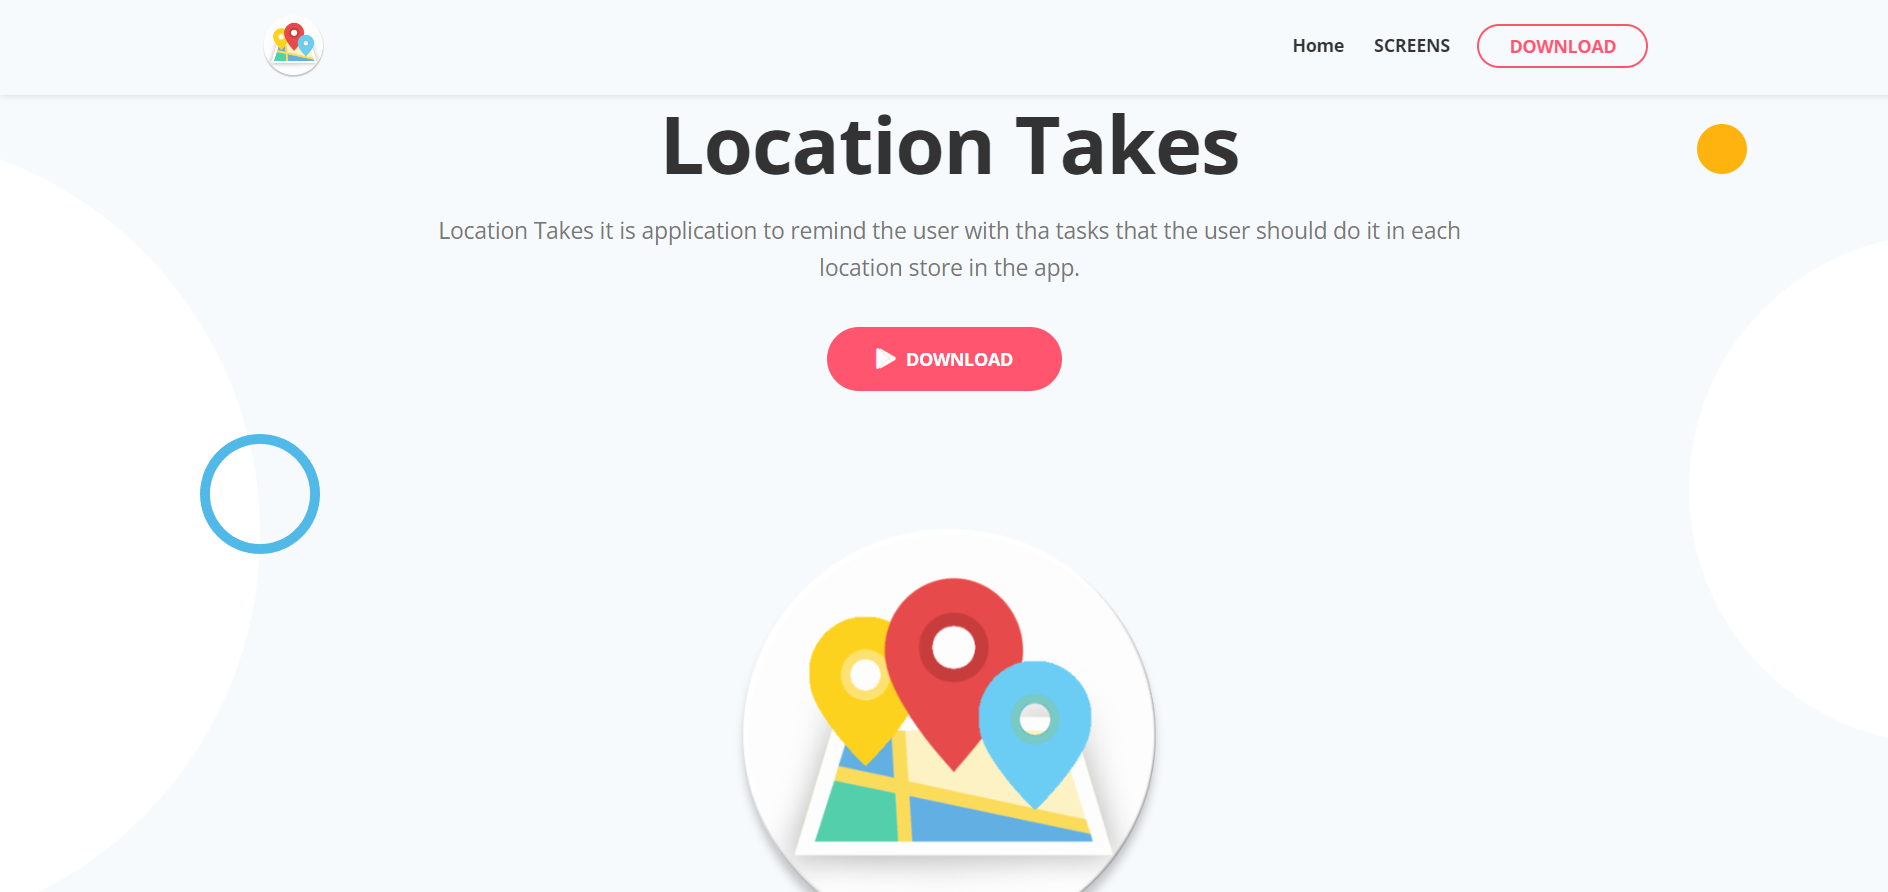 Home
SCREENS
DOWNLOAD
Location Takes
Location Takes it is application to remind the user with tha tasks that the user should do it in each
location store in the app.
DOWNLOAD